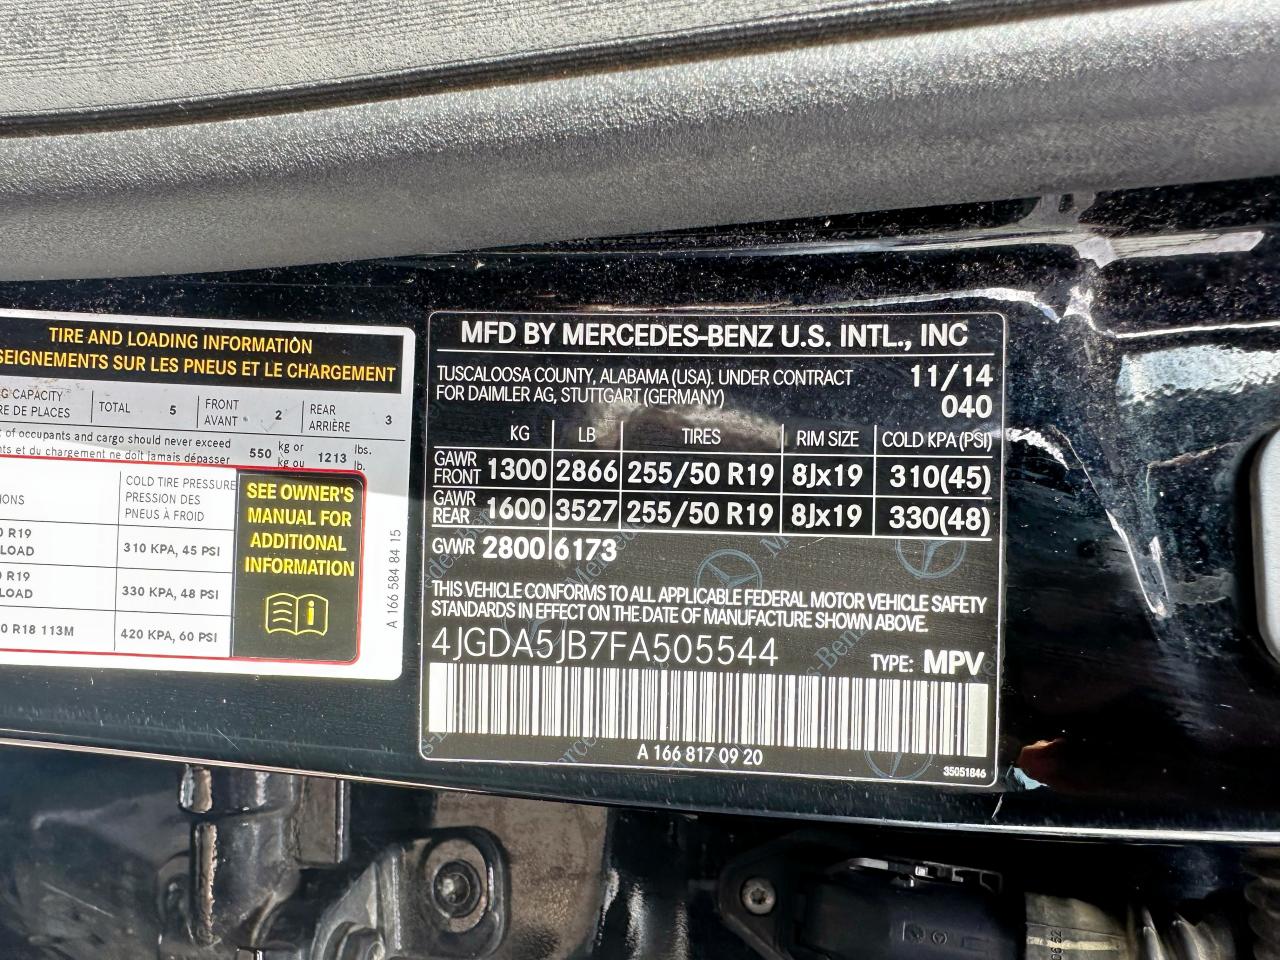 TIRE AND LOADING INFORMATION
SEIGNEMENTS SUR LES PNEUS ET LE CHARGEMENT
G CAPACITY
RE DE PLACES
TOTAL 5
FRONT
AVANT 2
REAR
ARRIÈRE 3
t of occupants and cargo should never exceed
nts et du chargement ne doit jamais dépasser
550 kg or
kg ou
1213 lbs.
lb.
IONS
COLD TIRE PRESSURE
PRESSION DES
PNEUS À FROID
0 R19
LOAD
310 KPA, 45 PSI
0 R19
LOAD
330 KPA, 48 PSI
0 R18 113M
420 KPA, 60 PSI
SEE OWNER'S
MANUAL FOR
ADDITIONAL
INFORMATION
A 166 584 84 15
MFD BY MERCEDES-BENZ U.S. INTL., INC
TUSCALOOSA COUNTY, ALABAMA (USA). UNDER CONTRACT
FOR DAIMLER AG, STUTTGART (GERMANY)
11/14
040
KG LB TIRES RIM SIZE COLD KPA (PSI)
GAWR
FRONT 1300 2866 255/50 R19 8Jx19 310(45)
GAWR
REAR 1600 3527 255/50 R19 8Jx19 330(48)
GVWR 2800 6173
THIS VEHICLE CONFORMS TO ALL APPLICABLE FEDERAL MOTOR VEHICLE SAFETY
STANDARDS IN EFFECT ON THE DATE OF MANUFACTURE SHOWN ABOVE.
4JGDA5JB7FA505544
TYPE: MPV
A 166 817 09 20
35051846